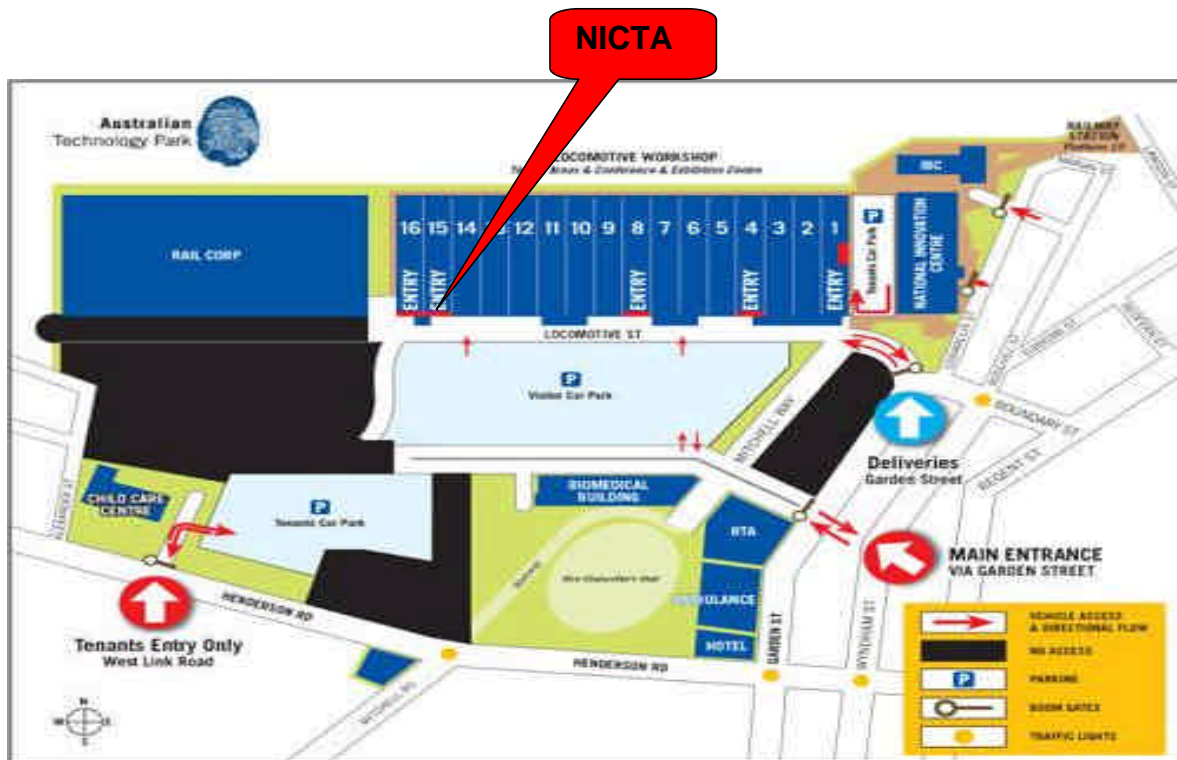 NICTA
Australian
Technology Park
LOCOMOTIVE WORKSHOP
& Conference & Exhibition Centre
RAILWAY
STATION
NATIONAL INNOVATION
CENTRE
RAIL CORP
16 15 14 12 11 10 9 8 7 6 5 4 3 2 1
ENTRY
ENTRY
ENTRY
ENTRY
ENTRY
P
Tenants Car Park
LOCOMOTIVE ST
P
Visitor Car Park
MITCHELL WAY
BOUNDARY ST
REGENT ST
Deliveries
Garden Street
CHILD CARE
CENTRE
P
Tenants Car Park
BIOMEDICAL
BUILDING
RTA
HOTEL
MAIN ENTRANCE
VIA GARDEN STREET
HENDERSON RD
Tenants Entry Only
West Link Road
HENDERSON RD
GARDEN ST
VEHICLE ACCESS
& DIRECTIONAL FLOW
NO ACCESS
P
PARKING
BOOM GATES
TRAFFIC LIGHTS
N
W
S